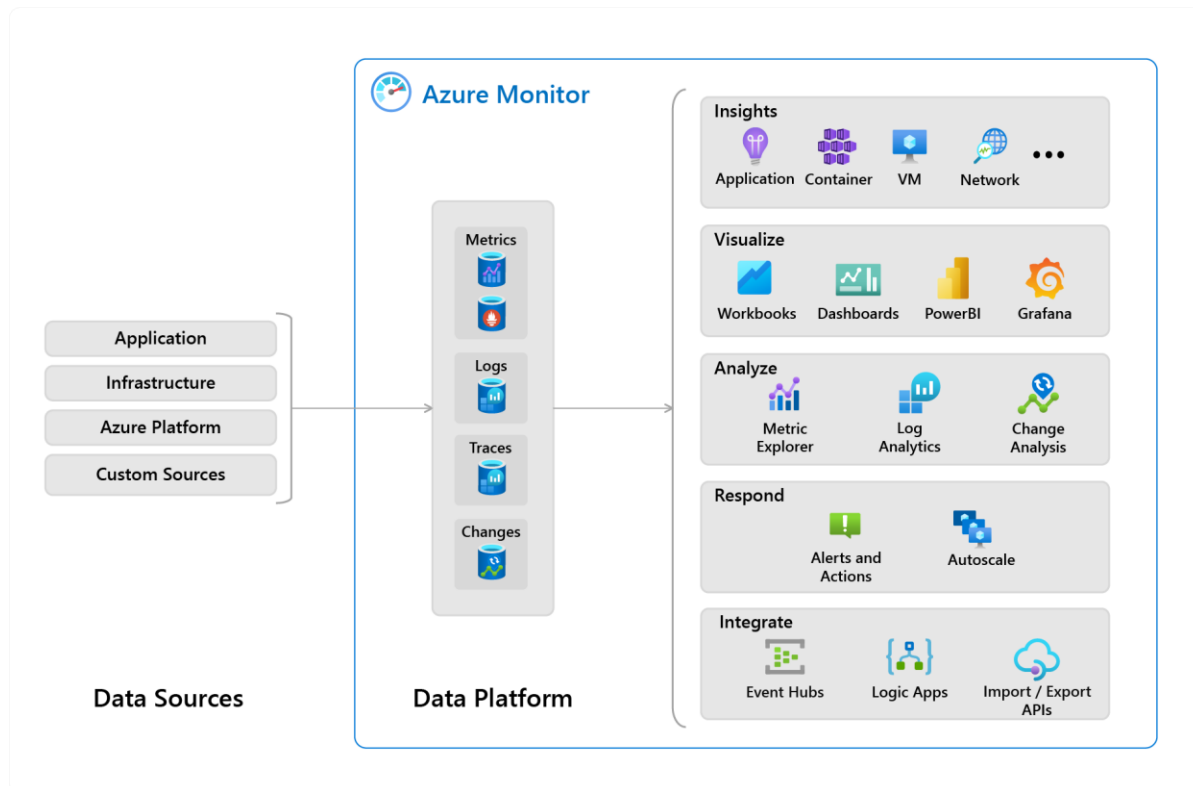 Azure Monitor
Application
Infrastructure
Azure Platform
Custom Sources
Data Sources
Metrics
Logs
Traces
Changes
Data Platform
Insights
Application
Container
VM
Network
Visualize
Workbooks
Dashboards
PowerBI
Grafana
Analyze
Metric
Explorer
Log
Analytics
Change
Analysis
Respond
Alerts and
Actions
Autoscale
Integrate
Event Hubs
Logic Apps
Import / Export
APIs